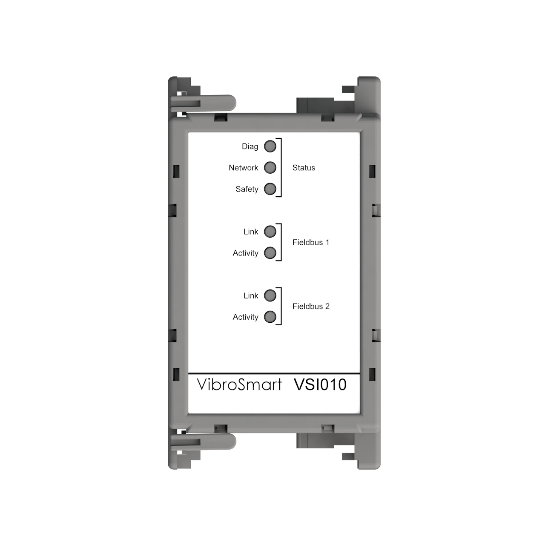 Diag
Network Status
Safety
Link
Fieldbus 1
Activity
Link
Fieldbus 2
Activity
VibroSmart VSI010